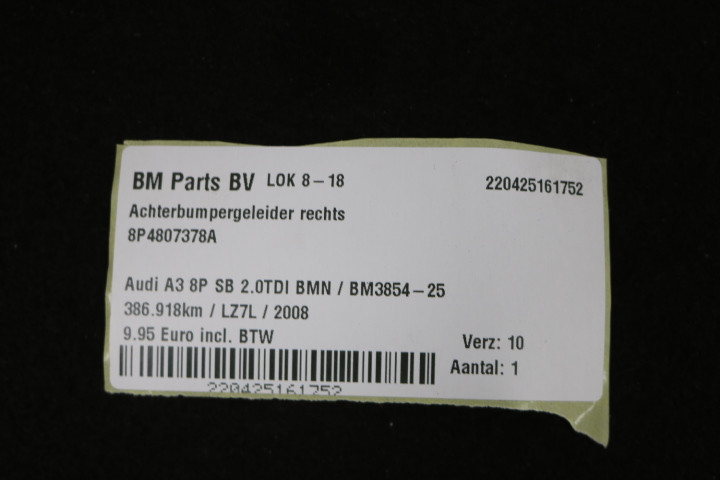 BM Parts BV LOK 8-18 220425161752
Achterbumpergeleider rechts
8P4807378A
Audi A3 8P SB 2.0TDI BMN / BM3854-25
386.918km / LZ7L / 2008
9.95 Euro incl. BTW
Verz: 10
Aantal: 1
220425161752